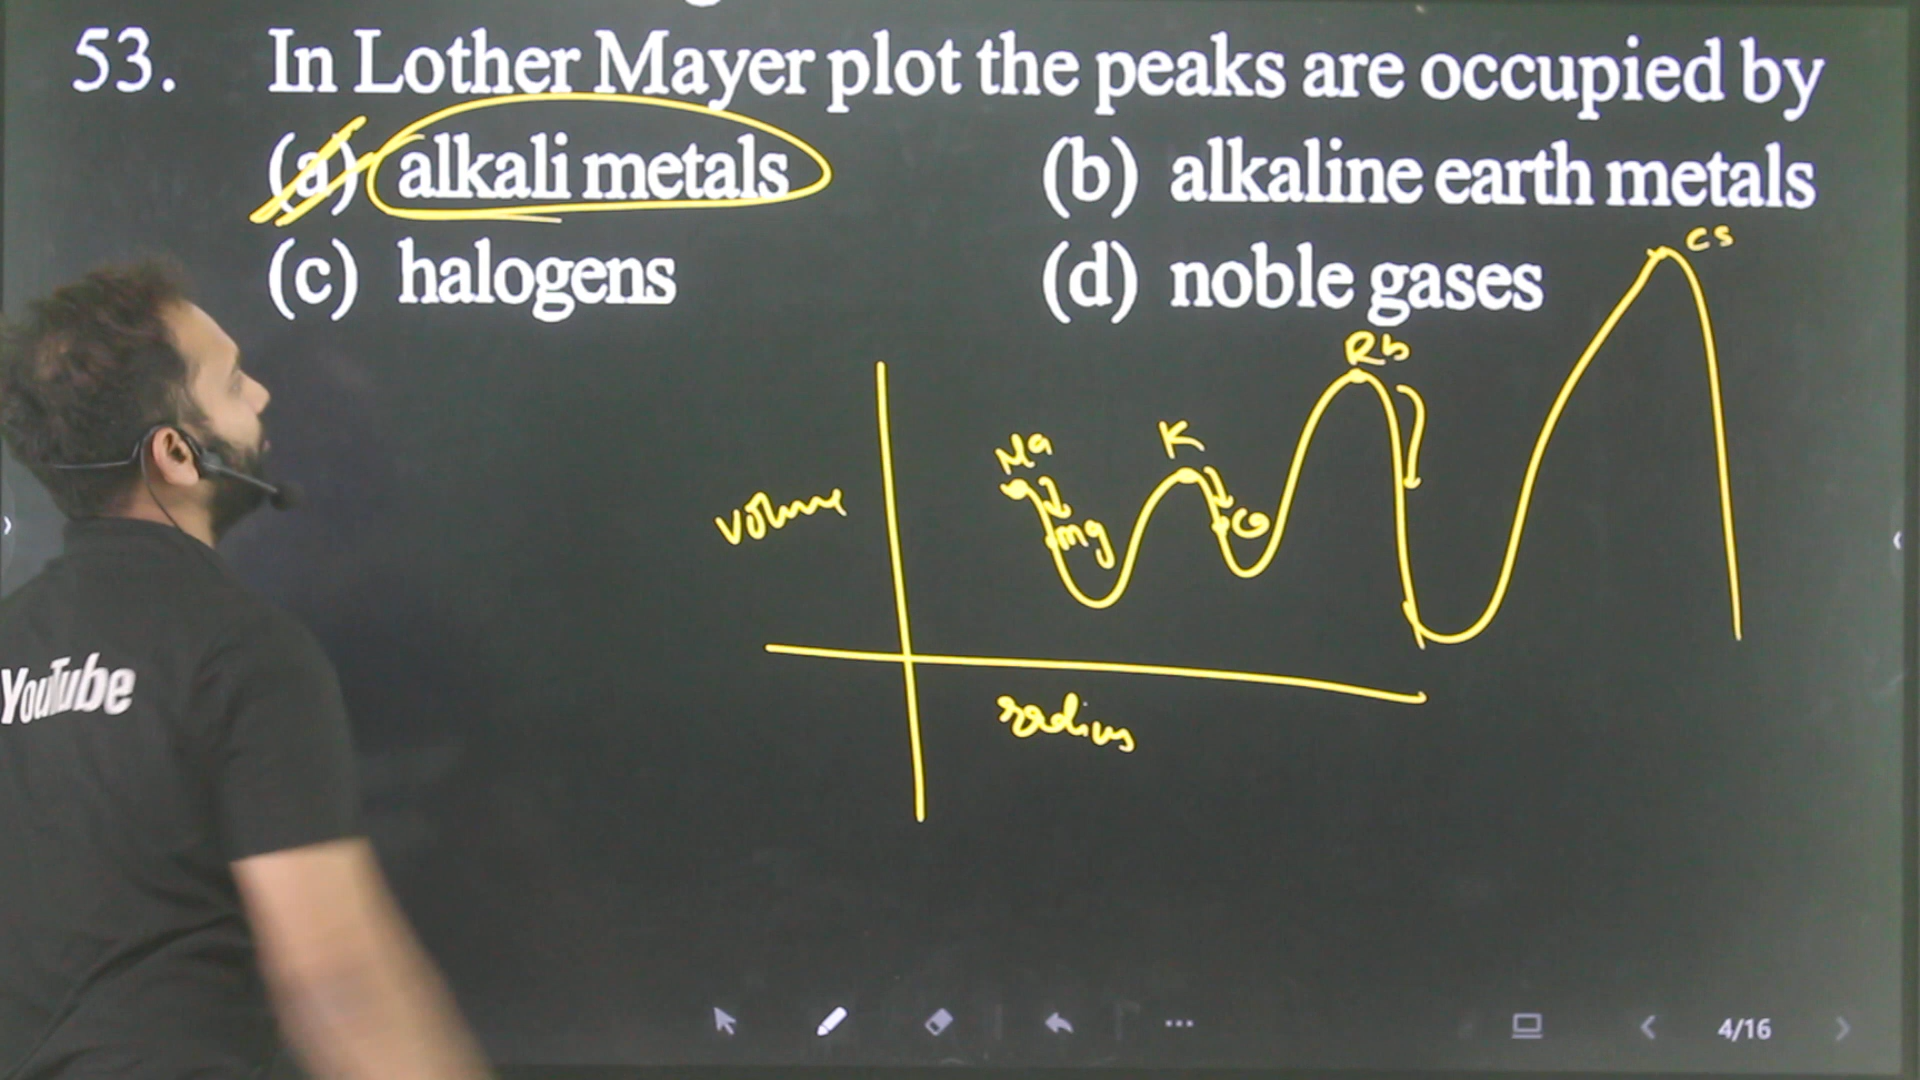 53. In Lother Mayer plot the peaks are occupied by
(a) alkali metals (b) alkaline earth metals
(c) halogens (d) noble gases
Cs
Rb
K
Na
mg
volume
radius
YouTube
4/16